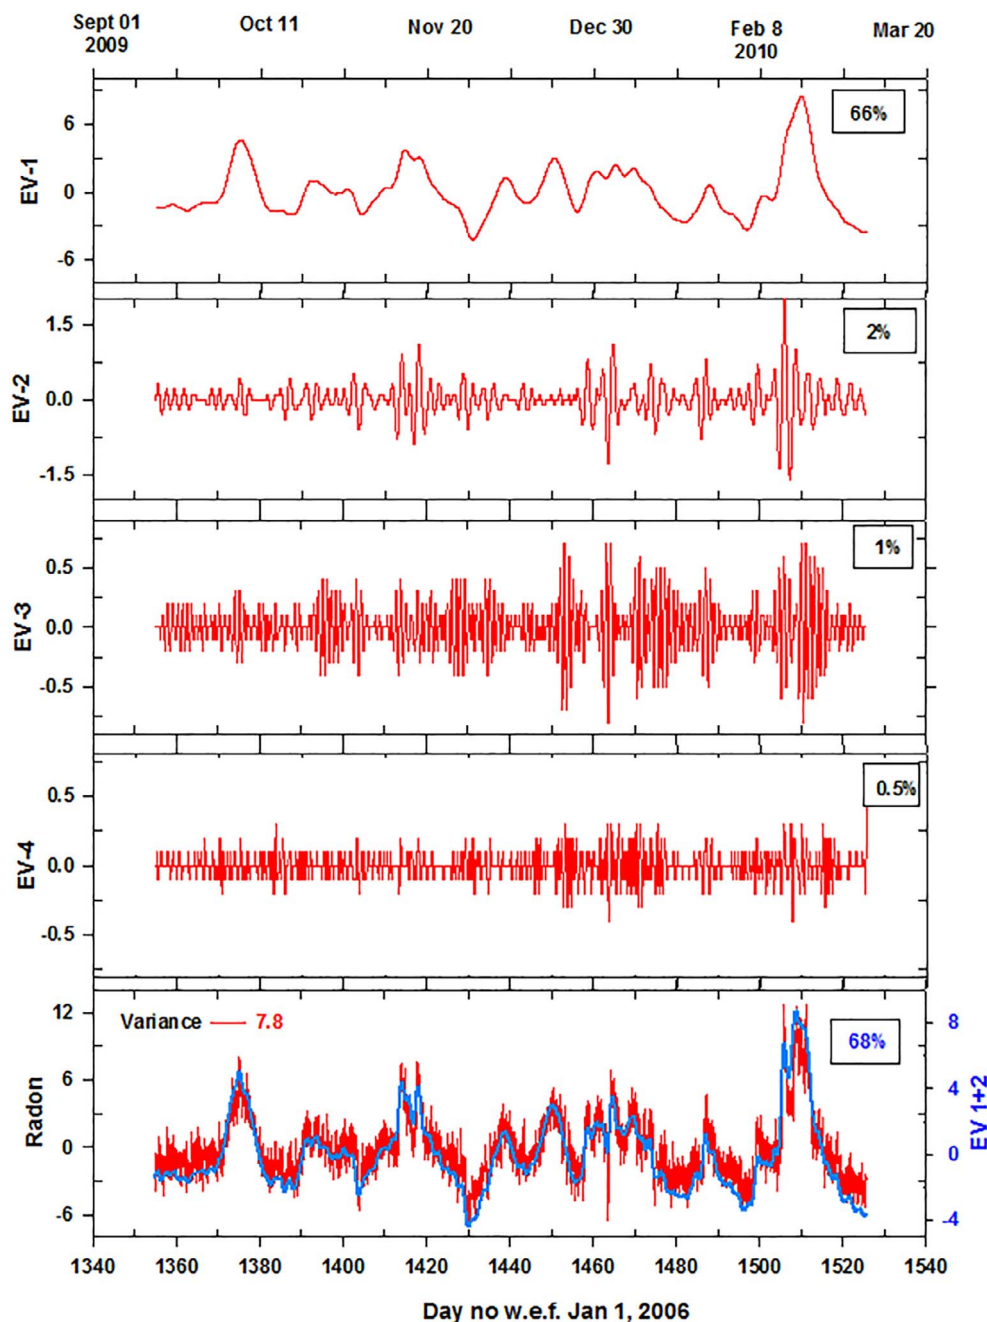 Sept 01 Oct 11 Nov 20 Dec 30 Feb 8 Mar 20
2009 2010
66%
6
0
-6
EV-1
2%
1.5
0.0
-1.5
EV-2
1%
0.5
0.0
-0.5
EV-3
0.5%
0.5
0.0
-0.5
EV-4
Variance 7.8
68%
12
6
0
-6
Radon
8
4
0
-4
EV 1+2
1340 1360 1380 1400 1420 1440 1460 1480 1500 1520 1540
Day no w.e.f. Jan 1, 2006